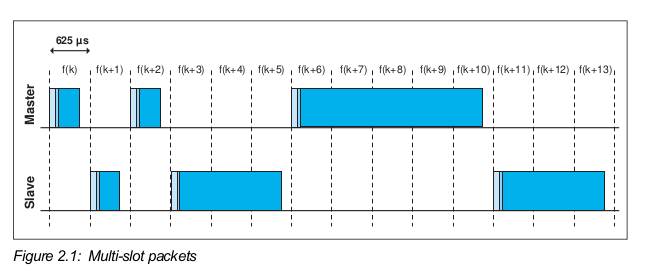 625 µs
f(k) f(k+1) f(k+2) f(k+3) f(k+4) f(k+5) f(k+6) f(k+7) f(k+8) f(k+9) f(k+10) f(k+11) f(k+12) f(k+13)
Master
Slave
Figure 2.1: Multi-slot packets